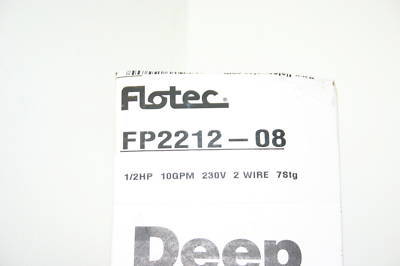 Flotec
FP2212-08
1/2HP 10GPM 230V 2 WIRE 7Stg
Deep